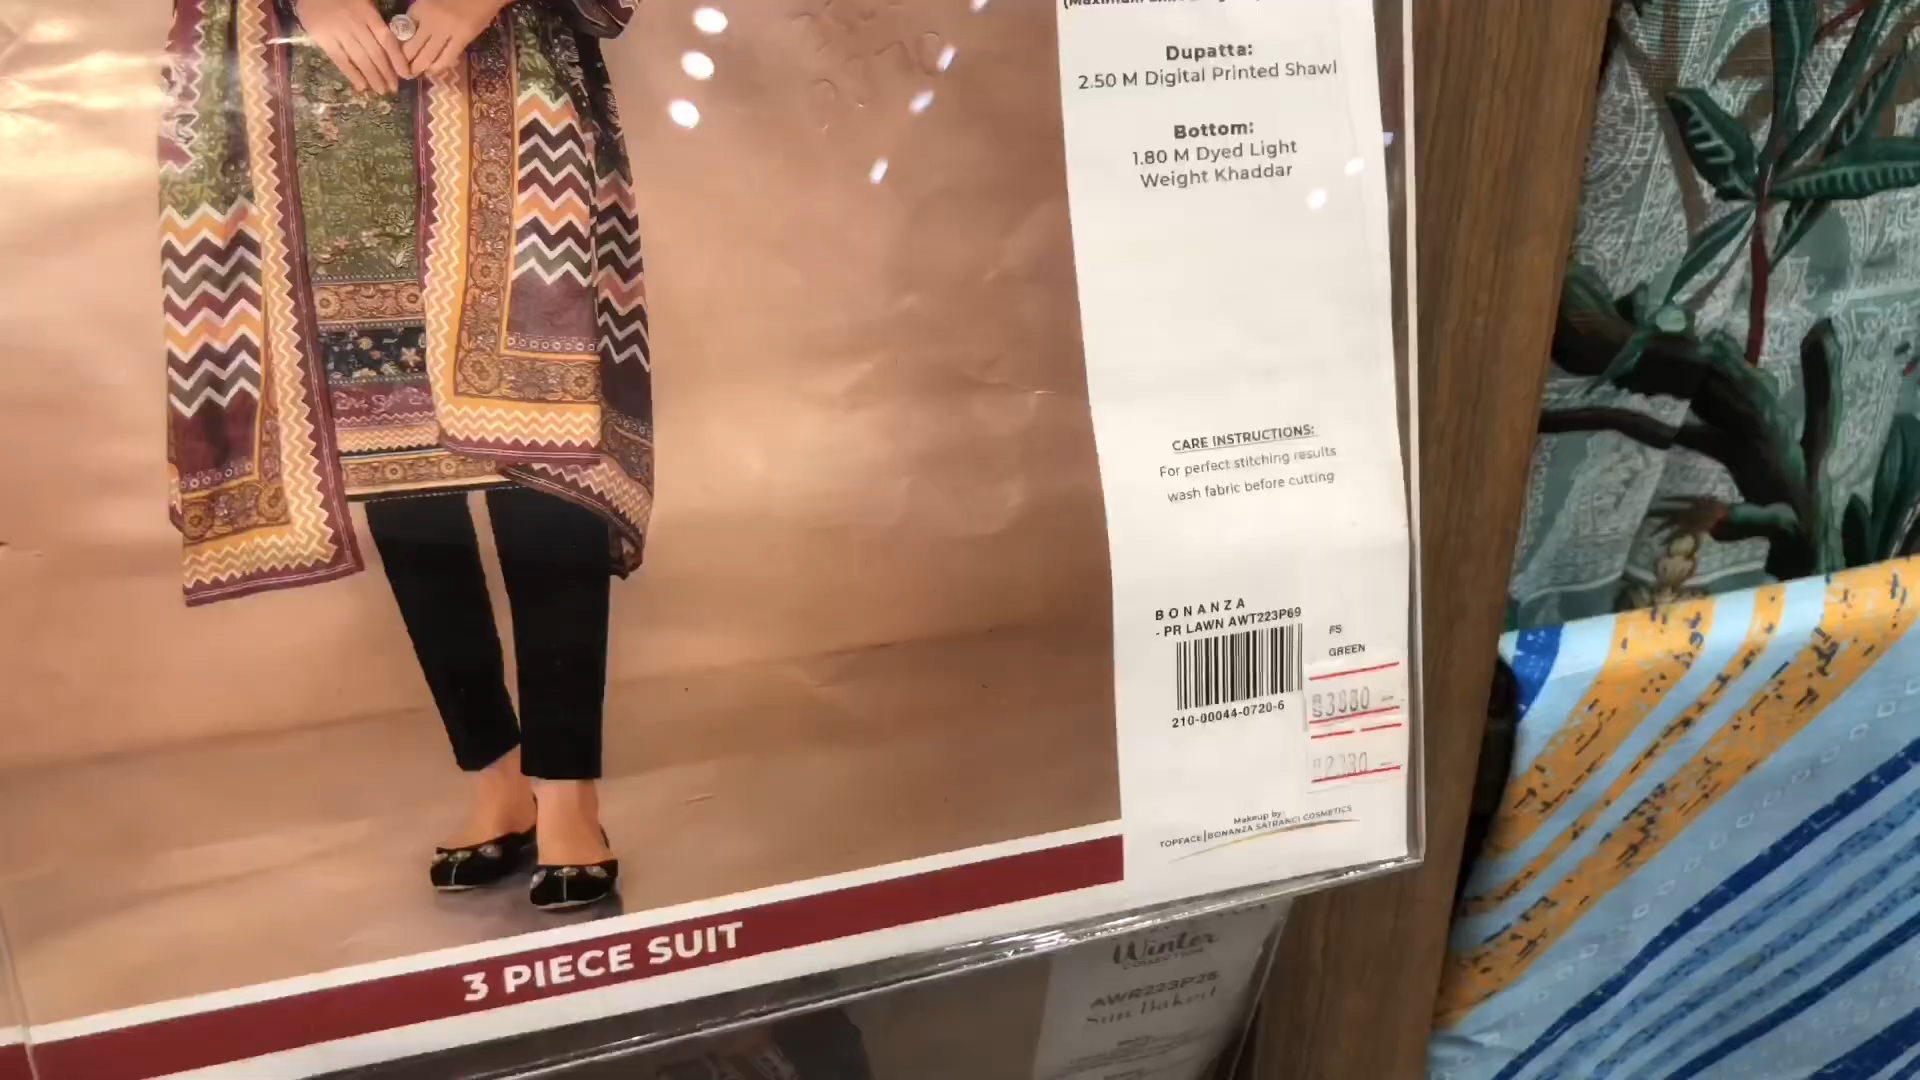 Dupatta:
2.50 M Digital Printed Shawl
Bottom:
1.80 M Dyed Light
Weight Khaddar
CARE INSTRUCTIONS:
For perfect stitching results
wash fabric before cutting
BONANZA
- PR LAWN AWT223P69
FS
GREEN
210-00044-0720-6
Makeup by:
TOPFACE|BONANZA SATRANGI COSMETICS
3 PIECE SUIT
Winter
COLLECTION